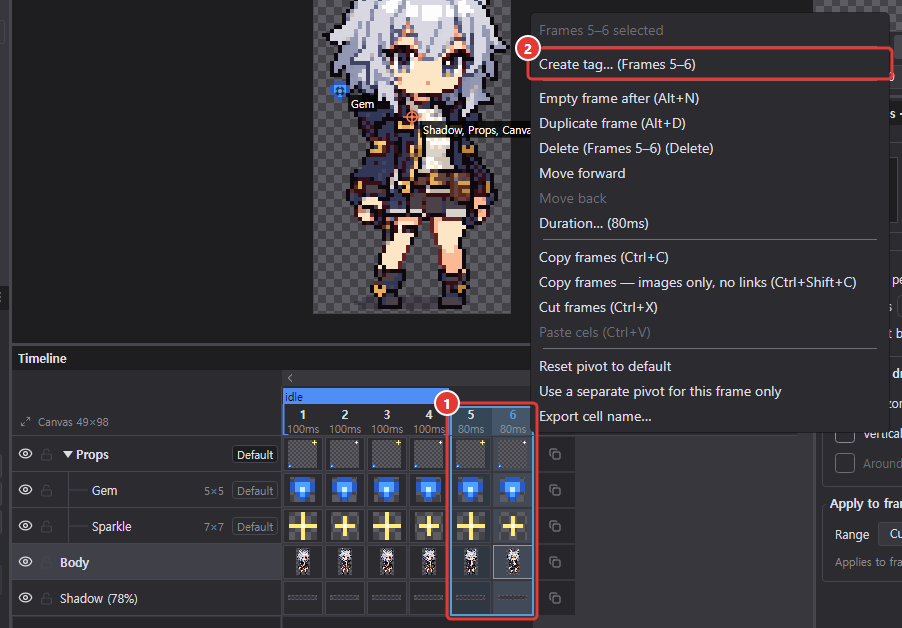 Frames 5–6 selected
2
Create tag... (Frames 5–6)
Empty frame after (Alt+N)
Duplicate frame (Alt+D)
Delete (Frames 5–6) (Delete)
Move forward
Move back
Duration... (80ms)
Copy frames (Ctrl+C)
Copy frames — images only, no links (Ctrl+Shift+C)
Cut frames (Ctrl+X)
Paste cels (Ctrl+V)
Reset pivot to default
Use a separate pivot for this frame only
Export cell name...
Gem
Shadow, Props, Canva
Timeline
idle
1
Canvas 49×98
1 2 3 4 5 6
100ms 100ms 100ms 100ms 80ms 80ms
Props Default
Gem 5×5 Default
Sparkle 7×7 Default
Body
Shadow (78%)
Vertical
Around
Apply to fra
Range Cu
Applies to fra